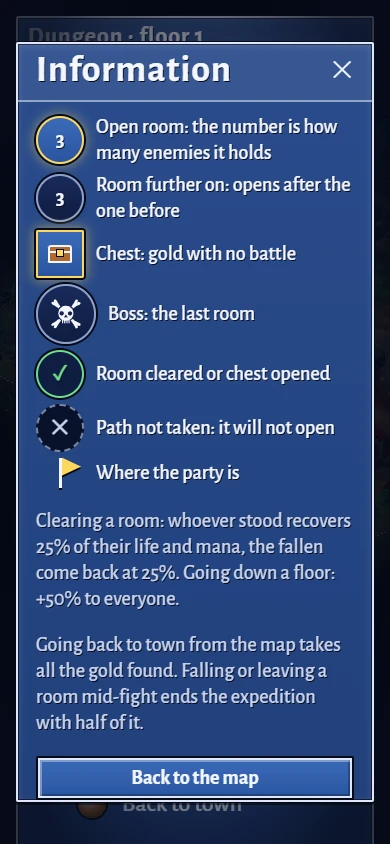 Dungeon · floor 1
Information
3
Open room: the number is how
many enemies it holds
3
Room further on: opens after the
one before
Chest: gold with no battle
Boss: the last room
Room cleared or chest opened
Path not taken: it will not open
Where the party is
Clearing a room: whoever stood recovers
25% of their life and mana, the fallen
come back at 25%. Going down a floor:
+50% to everyone.
Going back to town from the map takes
all the gold found. Falling or leaving a
room mid-fight ends the expedition
with half of it.
Back to the map
Back to town